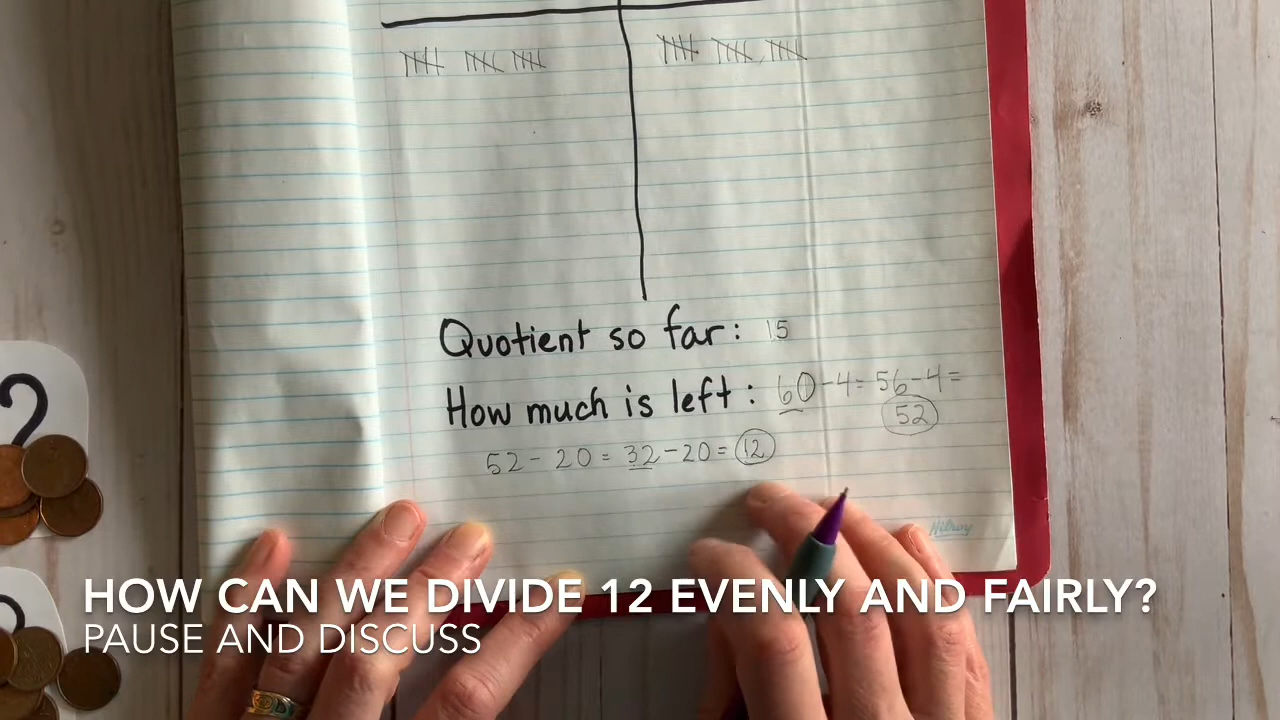 Quotient so far: 15
How much is left: 60-4= 56-4=
52
52 - 20 = 32-20= 12
Hilroy
?
?
HOW CAN WE DIVIDE 12 EVENLY AND FAIRLY?
PAUSE AND DISCUSS